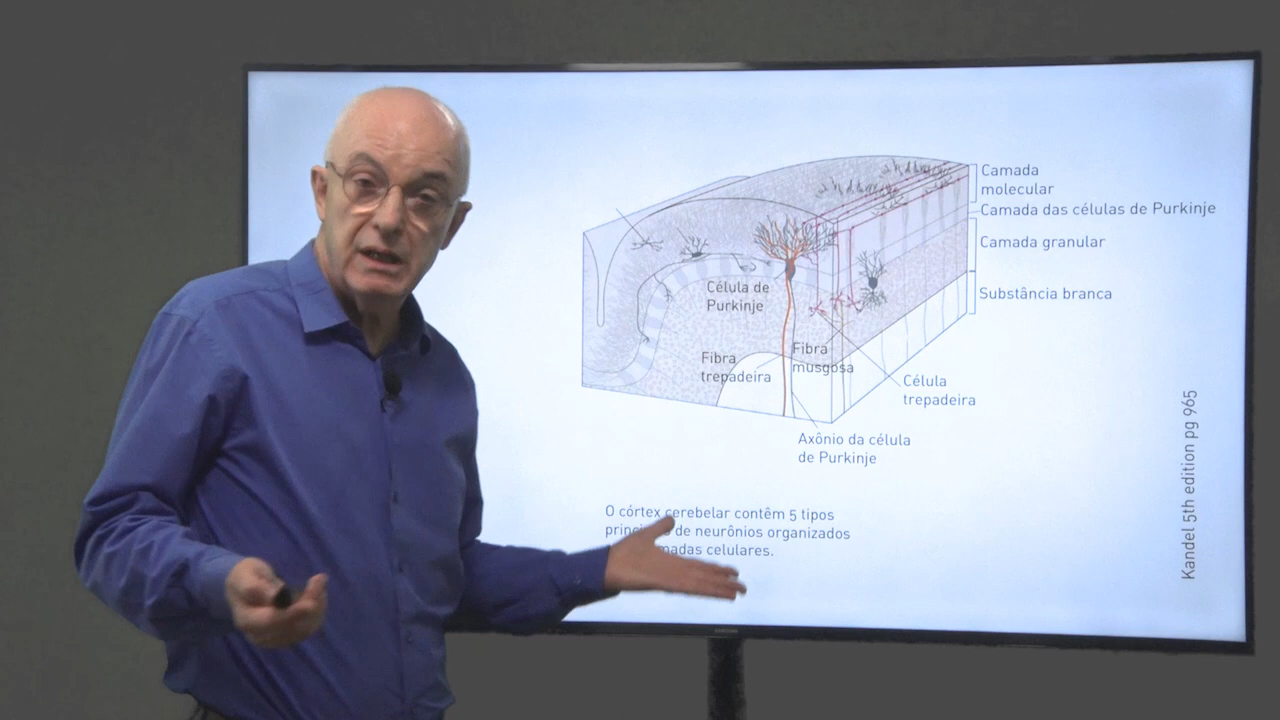 Camada
molecular
Camada das células de Purkinje
Camada granular
Substância branca
Célula de
Purkinje
Fibra
trepadeira
Fibra
musgosa
Célula
trepadeira
Axônio da célula
de Purkinje
O córtex cerebelar contêm 5 tipos
de neurônios organizados
celulares.
Kandel 5th edition pg 965
SAMSUNG